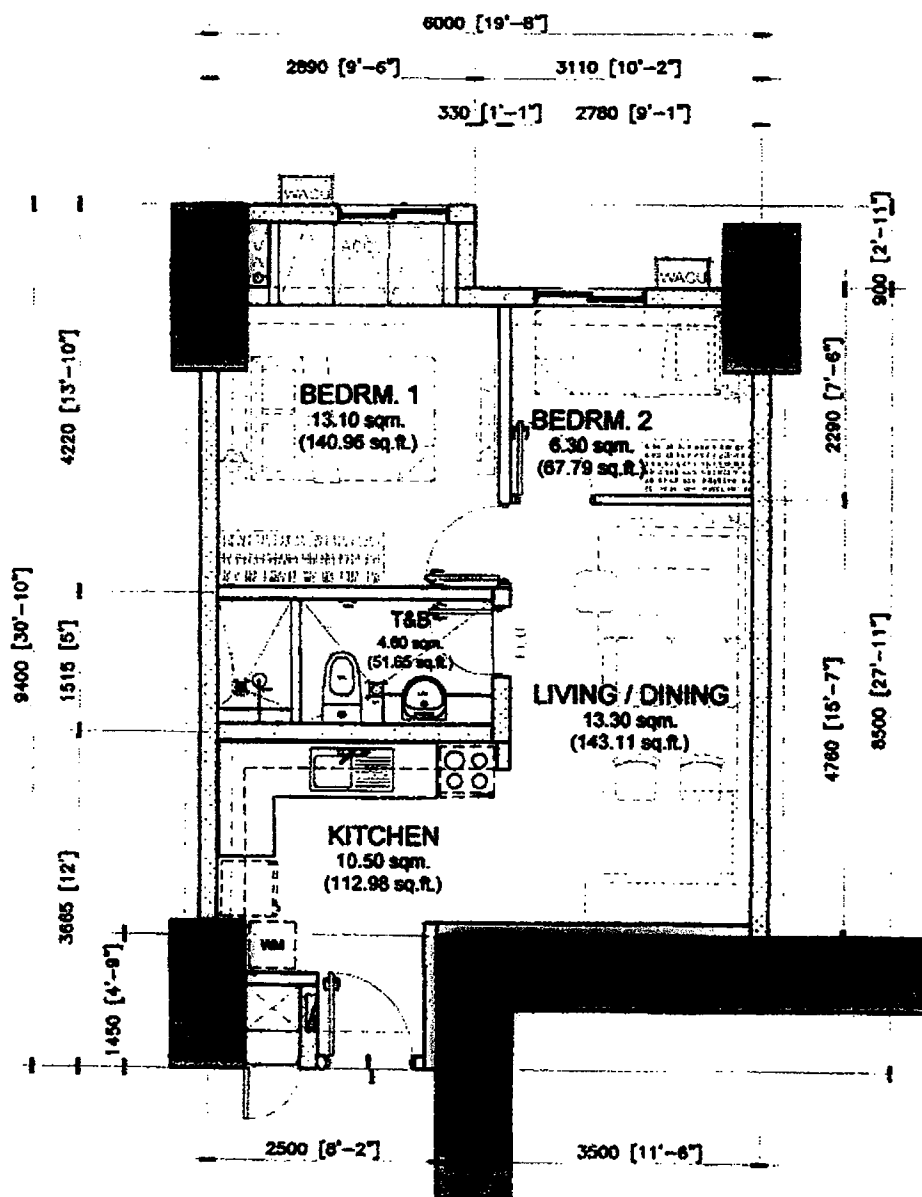 6000 [19'-8"]
2890 [9'-6"]
3110 [10'-2"]
330 [1'-1"]
2780 [9'-1"]
WACU
ACC
WACU
900 [2'-11"]
4220 [13'-10"]
2290 [7'-6"]
BEDRM. 1
13.10 sqm.
(140.96 sq.ft.)
BEDRM. 2
6.30 sqm.
(67.79 sq.ft.)
9400 [30'-10"]
1515 [5']
T&B
4.80 sqm.
(51.65 sq.ft.)
LIVING / DINING
13.30 sqm.
(143.11 sq.ft.)
4760 [15'-7"]
8500 [27'-11"]
KITCHEN
10.50 sqm.
(112.98 sq.ft.)
3665 [12']
WM
1450 [4'-9"]
2500 [8'-2"]
3500 [11'-6"]